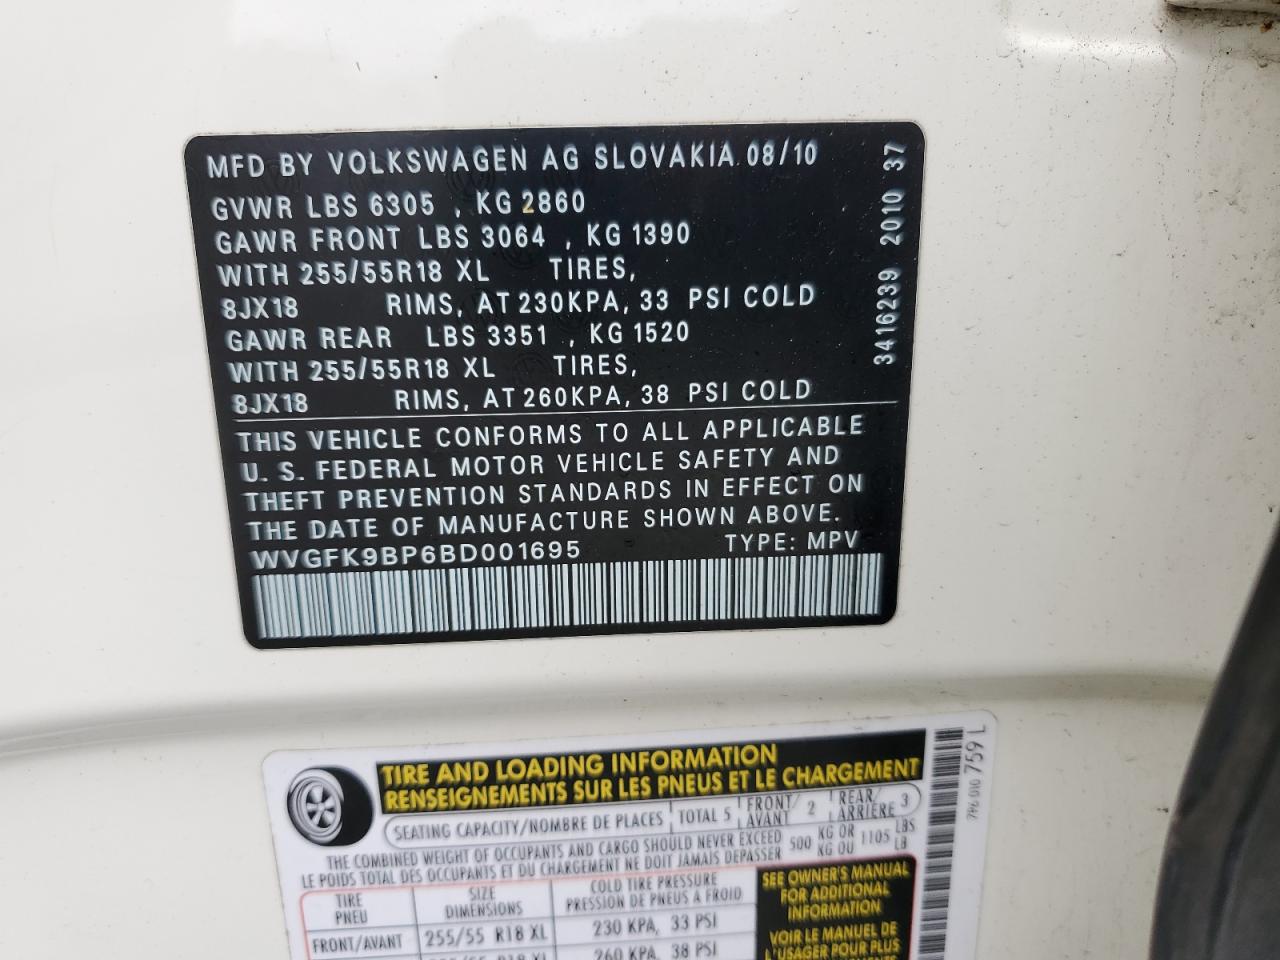 MFD BY VOLKSWAGEN AG SLOVAKIA 08/10
GVWR LBS 6305 , KG 2860
GAWR FRONT LBS 3064 , KG 1390
WITH 255/55R18 XL TIRES,
8JX18 RIMS, AT 230KPA, 33 PSI COLD
GAWR REAR LBS 3351 , KG 1520
WITH 255/55R18 XL TIRES,
8JX18 RIMS, AT 260KPA, 38 PSI COLD
THIS VEHICLE CONFORMS TO ALL APPLICABLE
U. S. FEDERAL MOTOR VEHICLE SAFETY AND
THEFT PREVENTION STANDARDS IN EFFECT ON
THE DATE OF MANUFACTURE SHOWN ABOVE.
WVGFK9BP6BD001695 TYPE: MPV
3416239 2010 37
TIRE AND LOADING INFORMATION
RENSEIGNEMENTS SUR LES PNEUS ET LE CHARGEMENT
SEATING CAPACITY/NOMBRE DE PLACES TOTAL 5 FRONT/AVANT 2 REAR/ARRIÈRE 3
THE COMBINED WEIGHT OF OCCUPANTS AND CARGO SHOULD NEVER EXCEED 500 KG OR 1105 LBS
LE POIDS TOTAL DES OCCUPANTS ET DU CHARGEMENT NE DOIT JAMAIS DEPASSER KG OU LB
TIRE SIZE COLD TIRE PRESSURE
PNEU DIMENSIONS PRESSION DE PNEUS A FROID
FRONT/AVANT 255/55 R18 XL 230 KPA, 33 PSI
R18 XL 260 KPA, 38 PSI
SEE OWNER'S MANUAL
FOR ADDITIONAL
INFORMATION
VOIR LE MANUEL DE
L'USAGER POUR PLUS
7P6 010 759 L